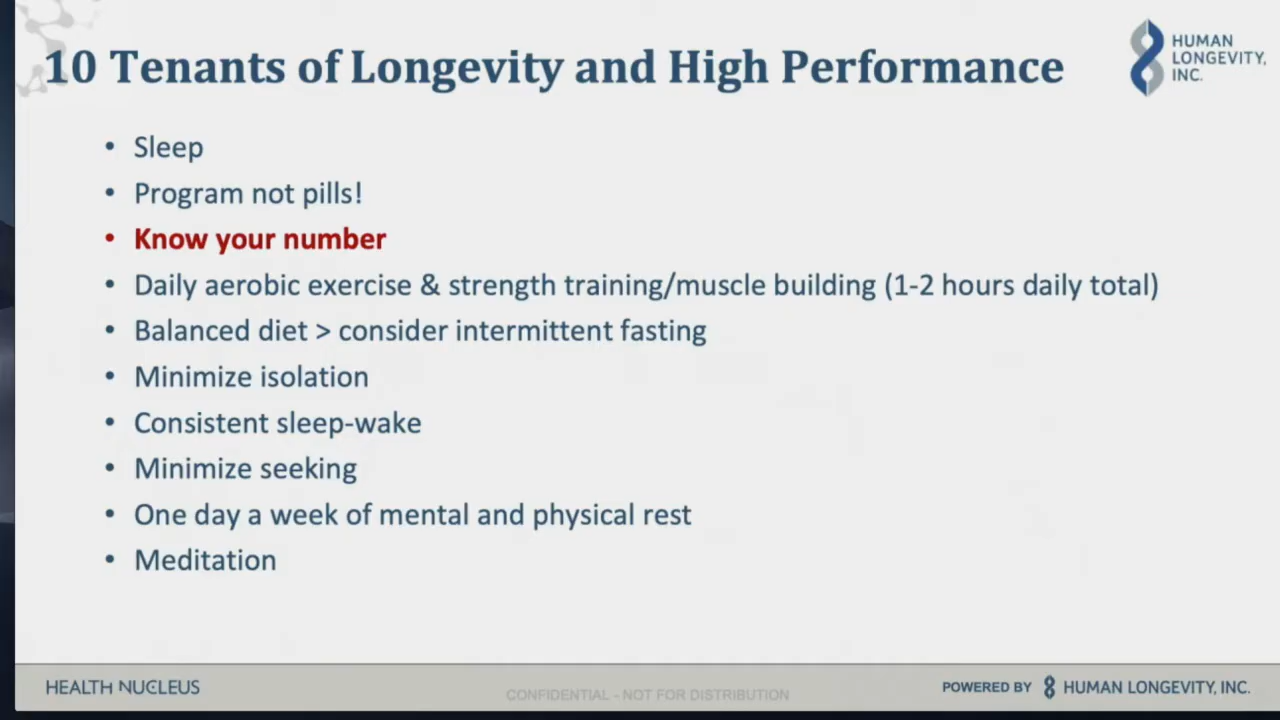 10 Tenants of Longevity and High Performance
HUMAN
LONGEVITY,
INC.
• Sleep
• Program not pills!
• Know your number
• Daily aerobic exercise & strength training/muscle building (1-2 hours daily total)
• Balanced diet > consider intermittent fasting
• Minimize isolation
• Consistent sleep-wake
• Minimize seeking
• One day a week of mental and physical rest
• Meditation
HEALTH NUCLEUS
CONFIDENTIAL - NOT FOR DISTRIBUTION
POWERED BY HUMAN LONGEVITY, INC.